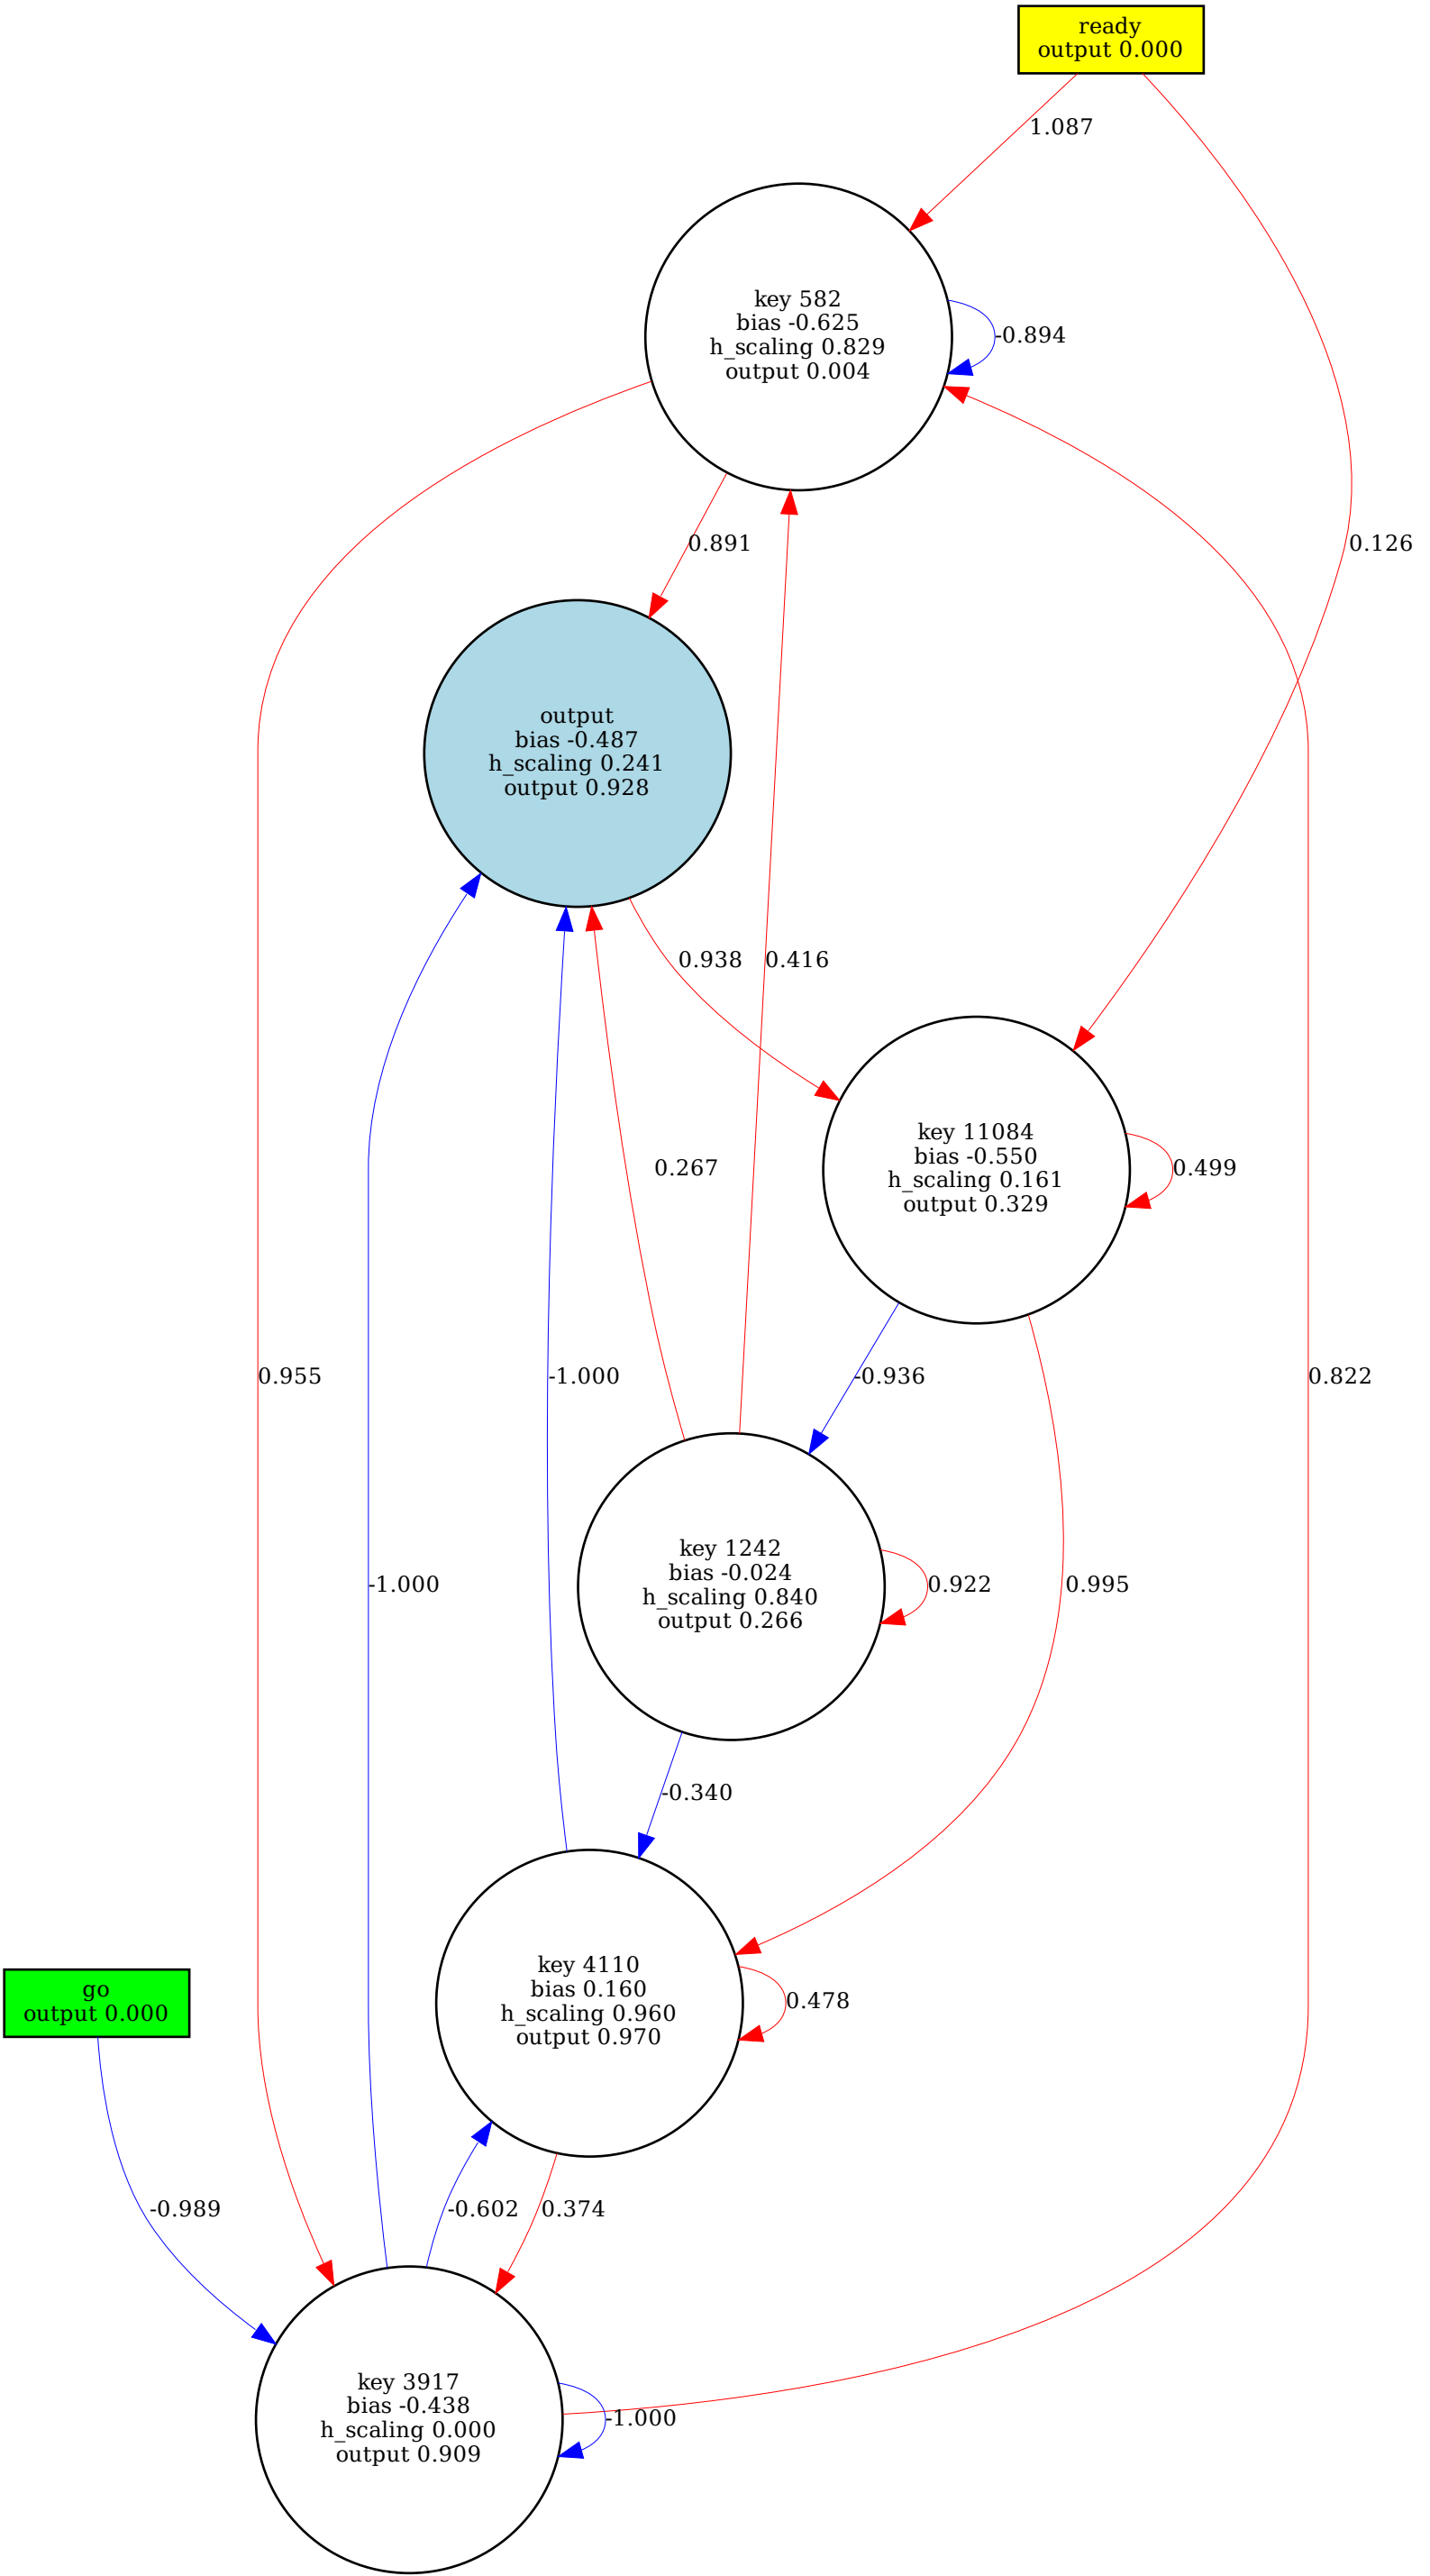 ready
output 0.000
1.087
key 582
bias -0.625
h_scaling 0.829
output 0.004
-0.894
0.891
0.126
output
bias -0.487
h_scaling 0.241
output 0.928
0.938
0.416
key 11084
bias -0.550
h_scaling 0.161
output 0.329
0.499
0.267
0.955
-1.000
-0.936
0.822
key 1242
bias -0.024
h_scaling 0.840
output 0.266
0.922
-1.000
0.995
-0.340
go
output 0.000
key 4110
bias 0.160
h_scaling 0.960
output 0.970
0.478
-0.989
-0.602
0.374
key 3917
bias -0.438
h_scaling 0.000
output 0.909
-1.000